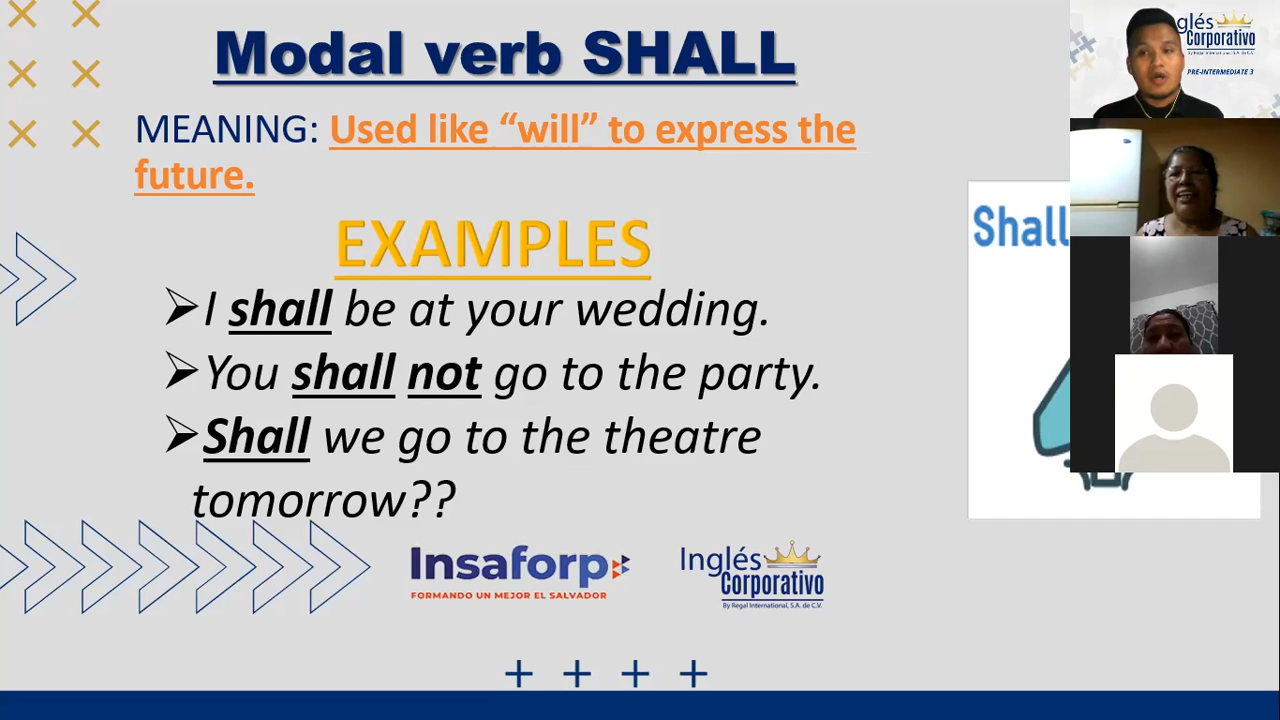 Modal verb SHALL
MEANING: Used like “will” to express the
future.
EXAMPLES
➢I shall be at your wedding.
➢You shall not go to the party.
➢Shall we go to the theatre
tomorrow??
Insaforp
FORMANDO UN MEJOR EL SALVADOR
Inglés
Corporativo
By Regal International, S.A. de C.V.
Shall
glés
Corporativo
By Regal International, S.A. de C.V.
PRE-INTERMEDIATE 3